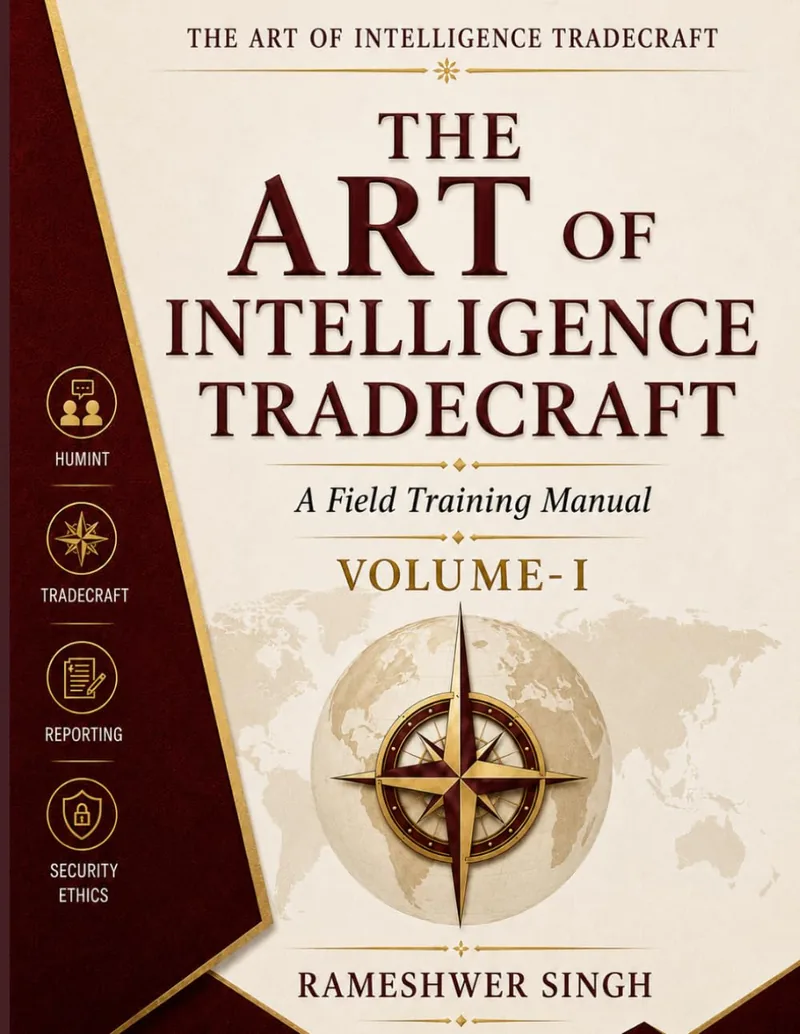 THE ART OF INTELLIGENCE TRADECRAFT
THE
ART OF
INTELLIGENCE
TRADECRAFT
A Field Training Manual
VOLUME- I
HUMINT
TRADECRAFT
REPORTING
SECURITY
ETHICS
RAMESHWER SINGH